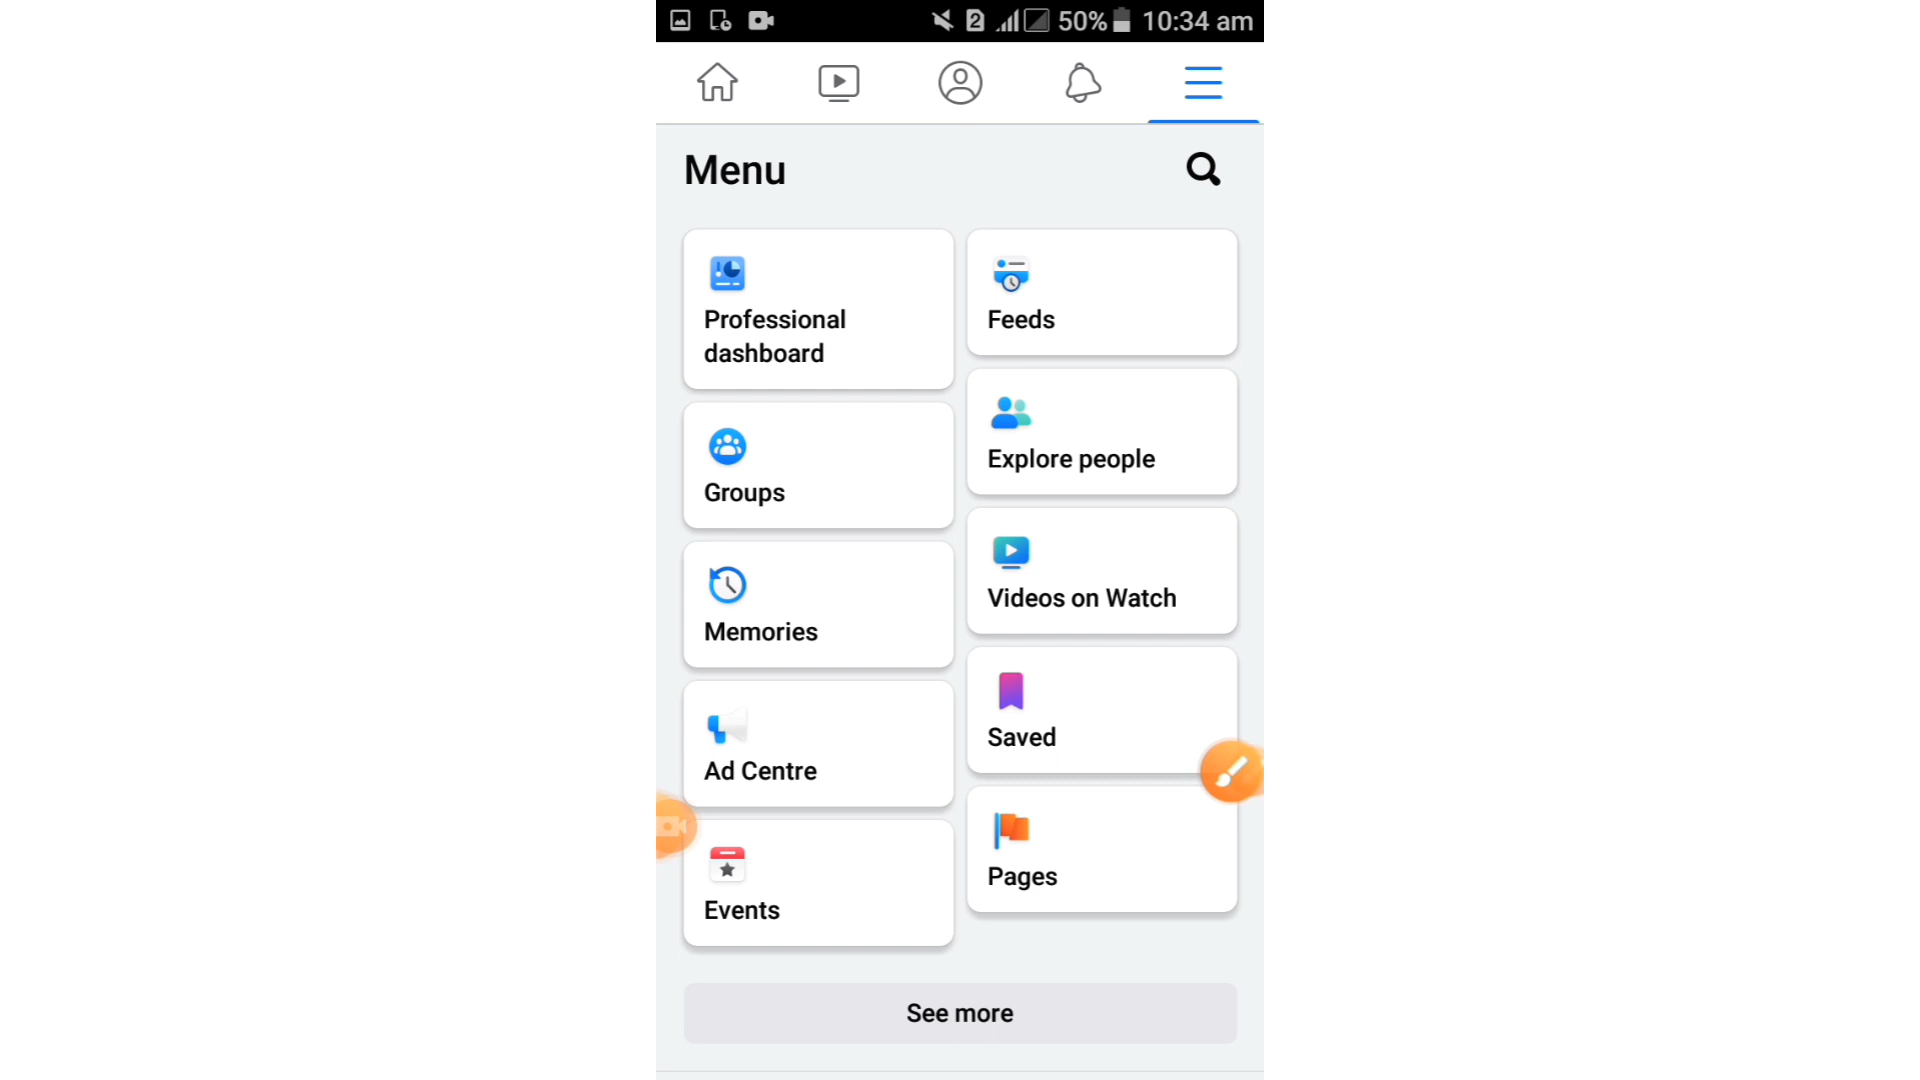 2 50% 10:34 am
Menu
Professional
dashboard
Feeds
Groups
Explore people
Memories
Videos on Watch
Ad Centre
Saved
Events
Pages
See more